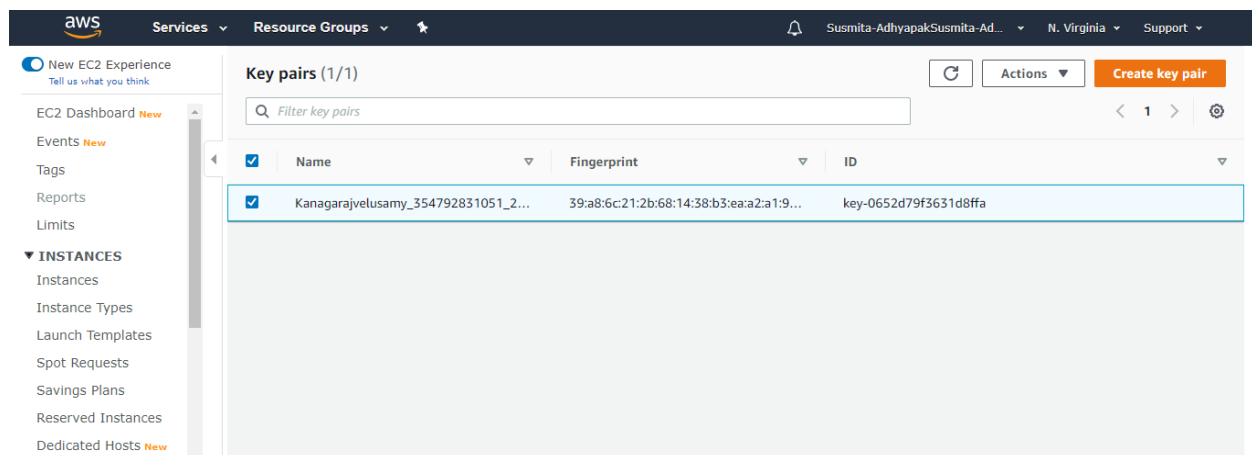 aws Services Resource Groups Susmita-AdhyapakSusmita-Ad... N. Virginia Support
New EC2 Experience
Tell us what you think
EC2 Dashboard New
Events New
Tags
Reports
Limits
INSTANCES
Instances
Instance Types
Launch Templates
Spot Requests
Savings Plans
Reserved Instances
Dedicated Hosts New
Key pairs (1/1) Actions Create key pair
Filter key pairs 1
Name Fingerprint ID
Kanagarajvelusamy_354792831051_2... 39:a8:6c:21:2b:68:14:38:b3:ea:a2:a1:9... key-0652d79f3631d8ffa